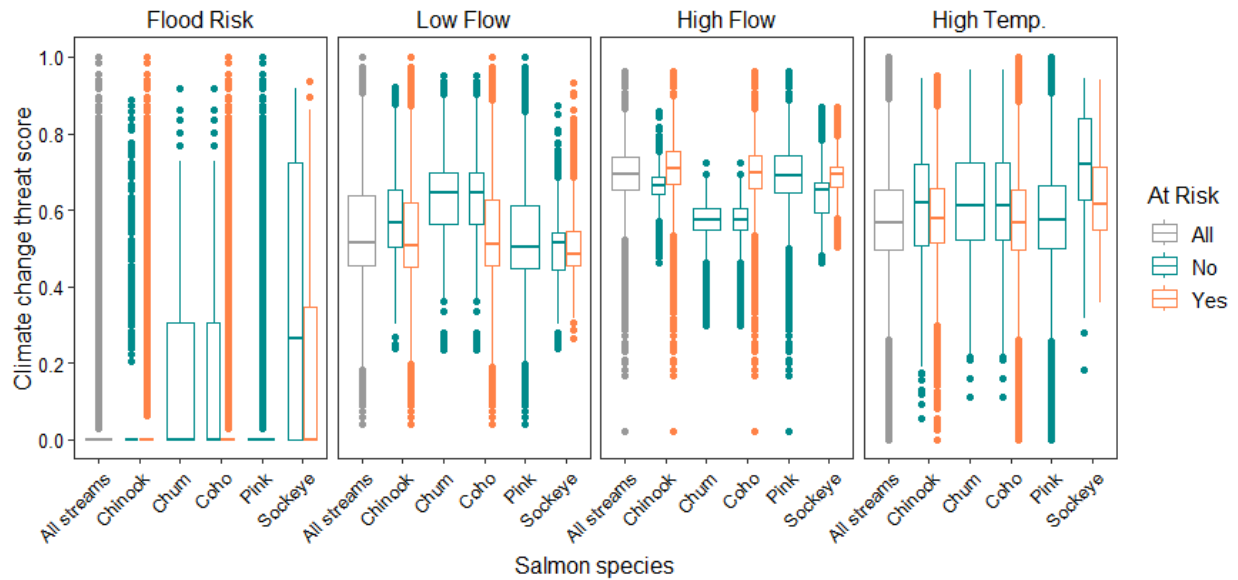 Flood Risk
Low Flow
High Flow
High Temp.
Climate change threat score
1.0
0.8
0.6
0.4
0.2
0.0
All streams
Chinook
Chum
Coho
Pink
Sockeye
All streams
Chinook
Chum
Coho
Pink
Sockeye
All streams
Chinook
Chum
Coho
Pink
Sockeye
All streams
Chinook
Chum
Coho
Pink
Sockeye
Salmon species
At Risk
All
No
Yes